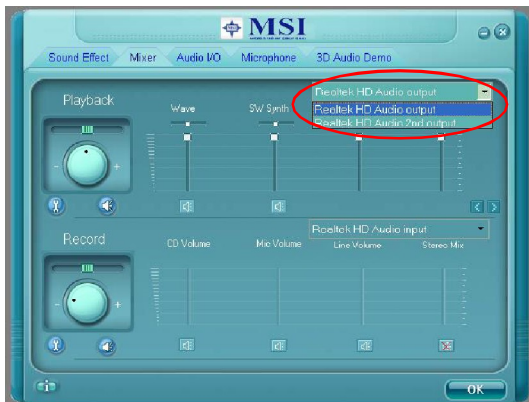 MSI
Sound Effect Mixer Audio I/O Microphone 3D Audio Demo
Realtek HD Audio output
Playback
Wave SW Synth
Realtek HD Audio output
Realtek HD Audio 2nd output
- +
Realtek HD Audio input
Record
CD Volume Mic Volume Line Volume Stereo Mix
- +
i
OK